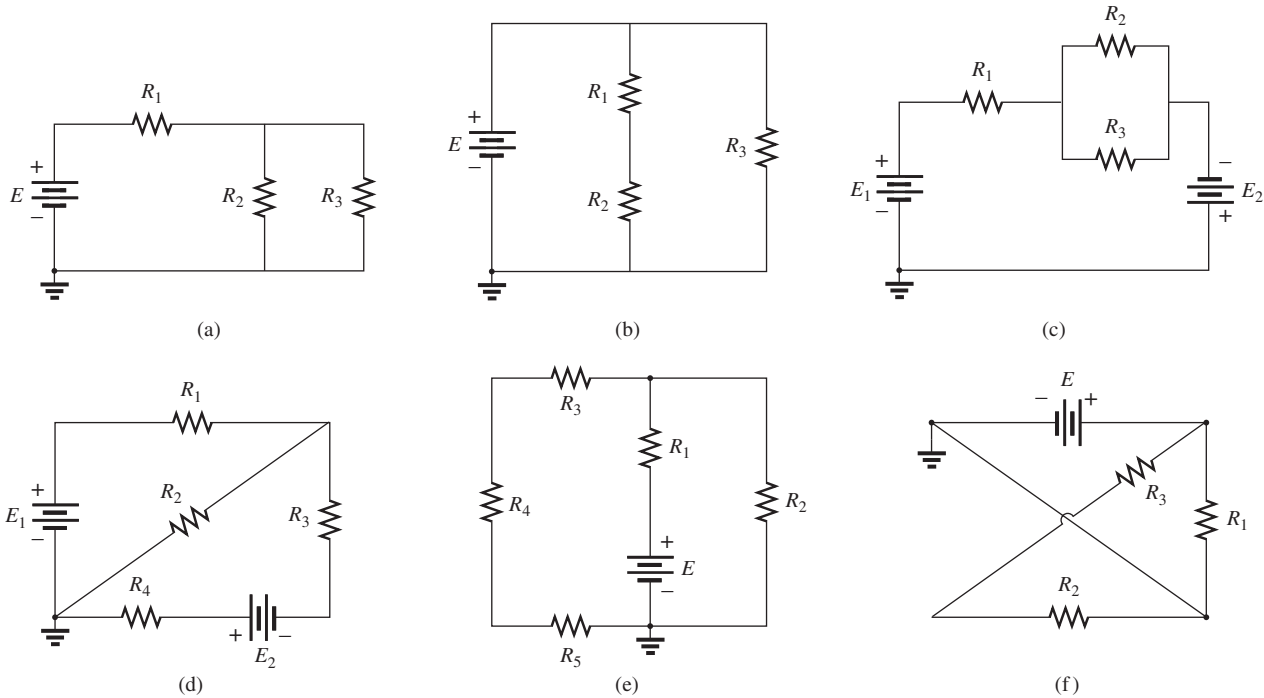 R1
+
E
−
R2
R3
(a)
+
E
−
R1
R2
R3
(b)
R2
R1
R3
+
E1
−
−
E2
+
(c)
R1
+
E1
−
R2
R3
R4
+
−
E2
(d)
R3
R1
R4
R2
+
E
−
R5
(e)
E
−
+
R3
R1
R2
(f)